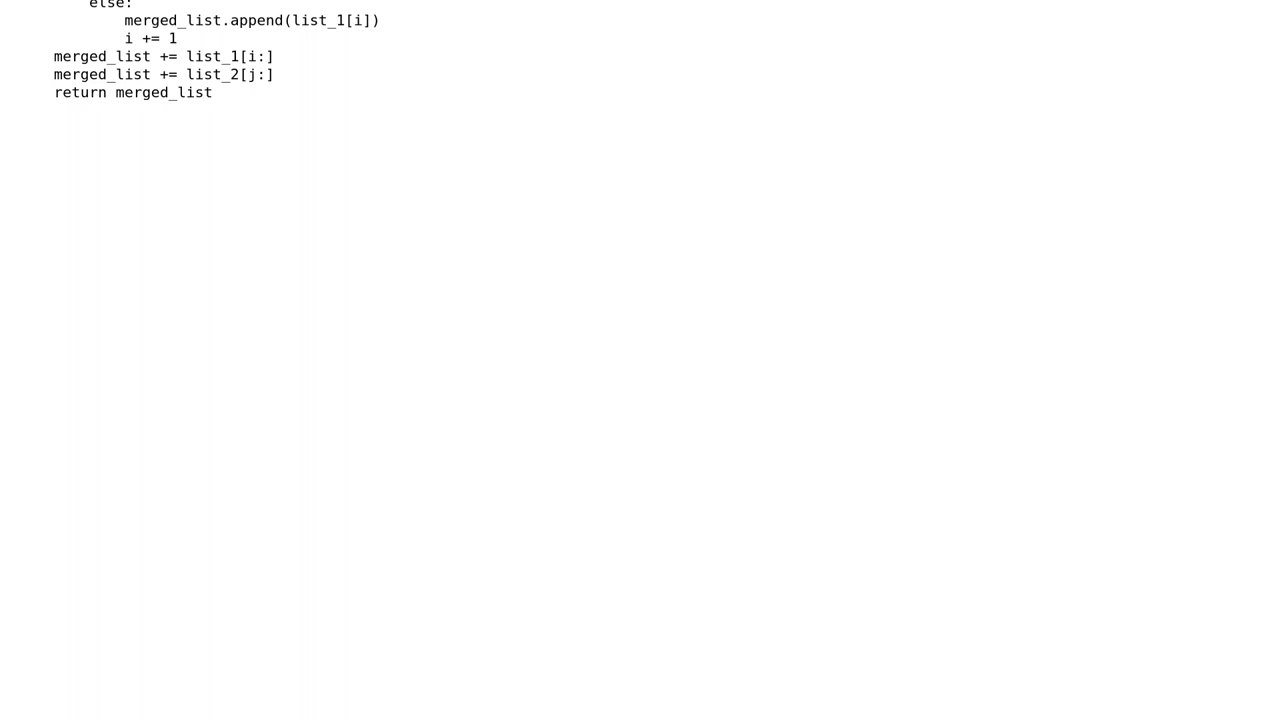 else:
merged_list.append(list_1[i])
i += 1
merged_list += list_1[i:]
merged_list += list_2[j:]
return merged_list